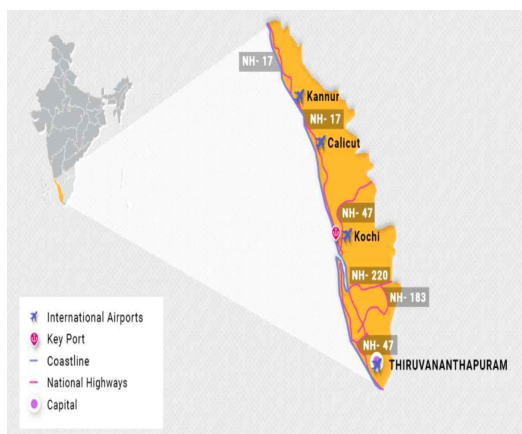 NH- 17
Kannur
NH- 17
Calicut
NH- 47
Kochi
NH- 220
NH- 183
NH- 47
THIRUVANANTHAPURAM
International Airports
Key Port
Coastline
National Highways
Capital